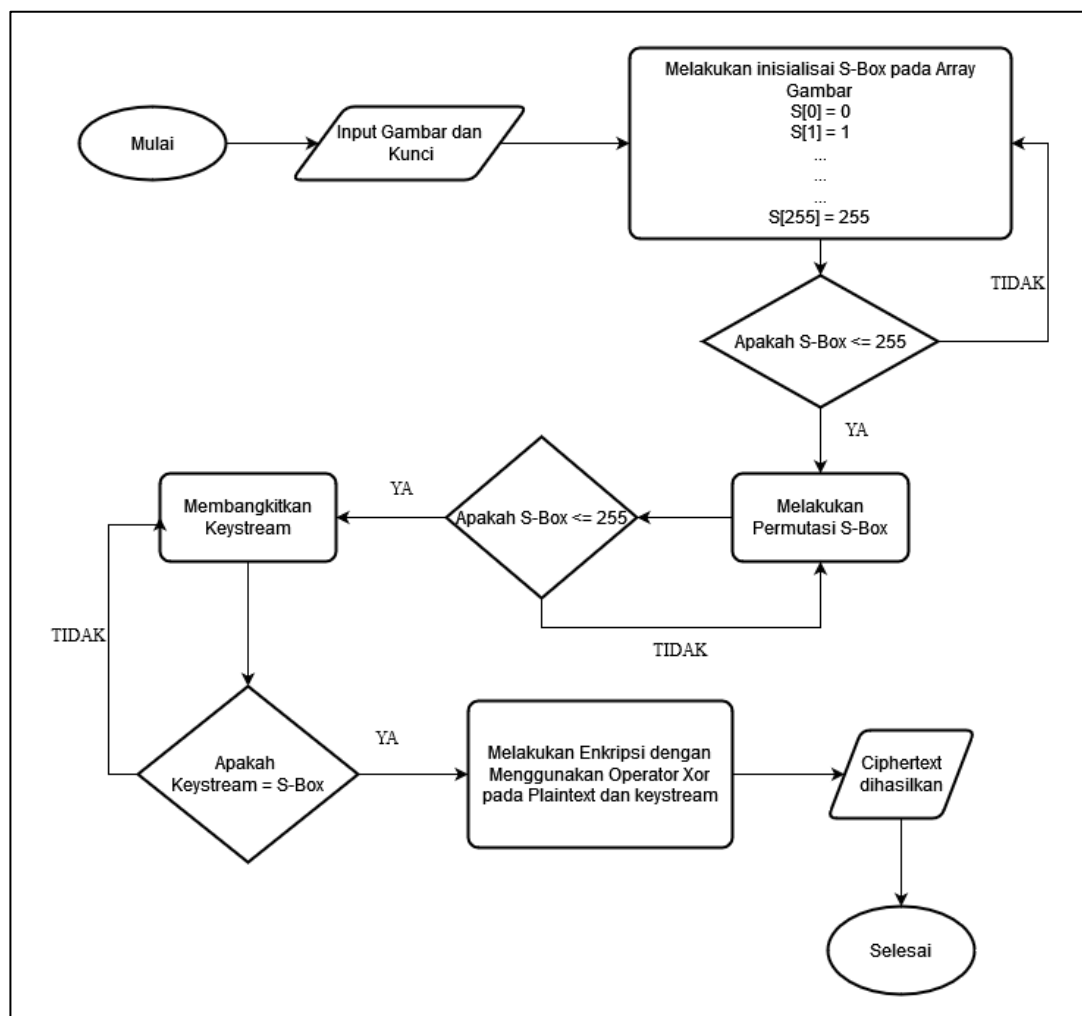 Mulai
Input Gambar dan
Kunci
Melakukan inisialisai S-Box pada Array
Gambar
S[0] = 0
S[1] = 1
...
...
...
S[255] = 255
TIDAK
Apakah S-Box <= 255
YA
Melakukan
Permutasi S-Box
Apakah S-Box <= 255
TIDAK
YA
Membangkitkan
Keystream
TIDAK
Apakah
Keystream = S-Box
YA
Melakukan Enkripsi dengan
Menggunakan Operator Xor
pada Plaintext dan keystream
Ciphertext
dihasilkan
Selesai